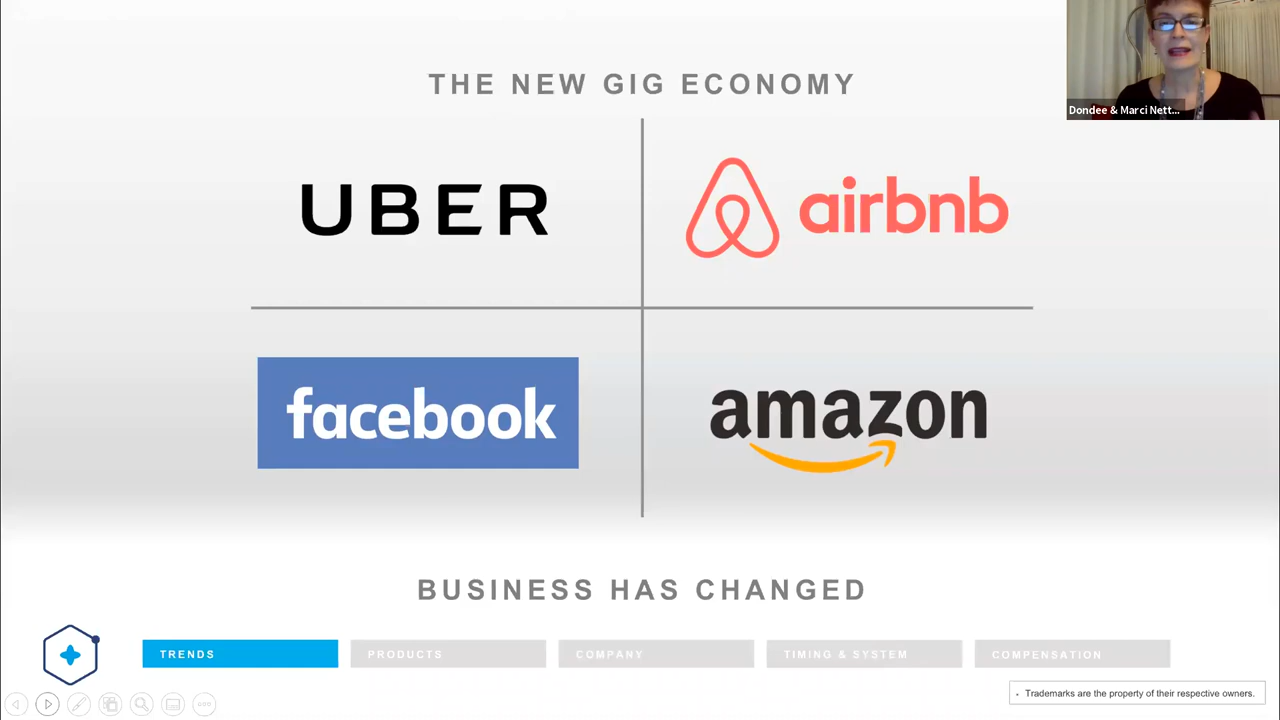 THE NEW GIG ECONOMY
Dondee & Marci Nett...
UBER
airbnb
facebook
amazon
BUSINESS HAS CHANGED
TRENDS
PRODUCTS
COMPANY
TIMING & SYSTEM
COMPENSATION
Trademarks are the property of their respective owners.